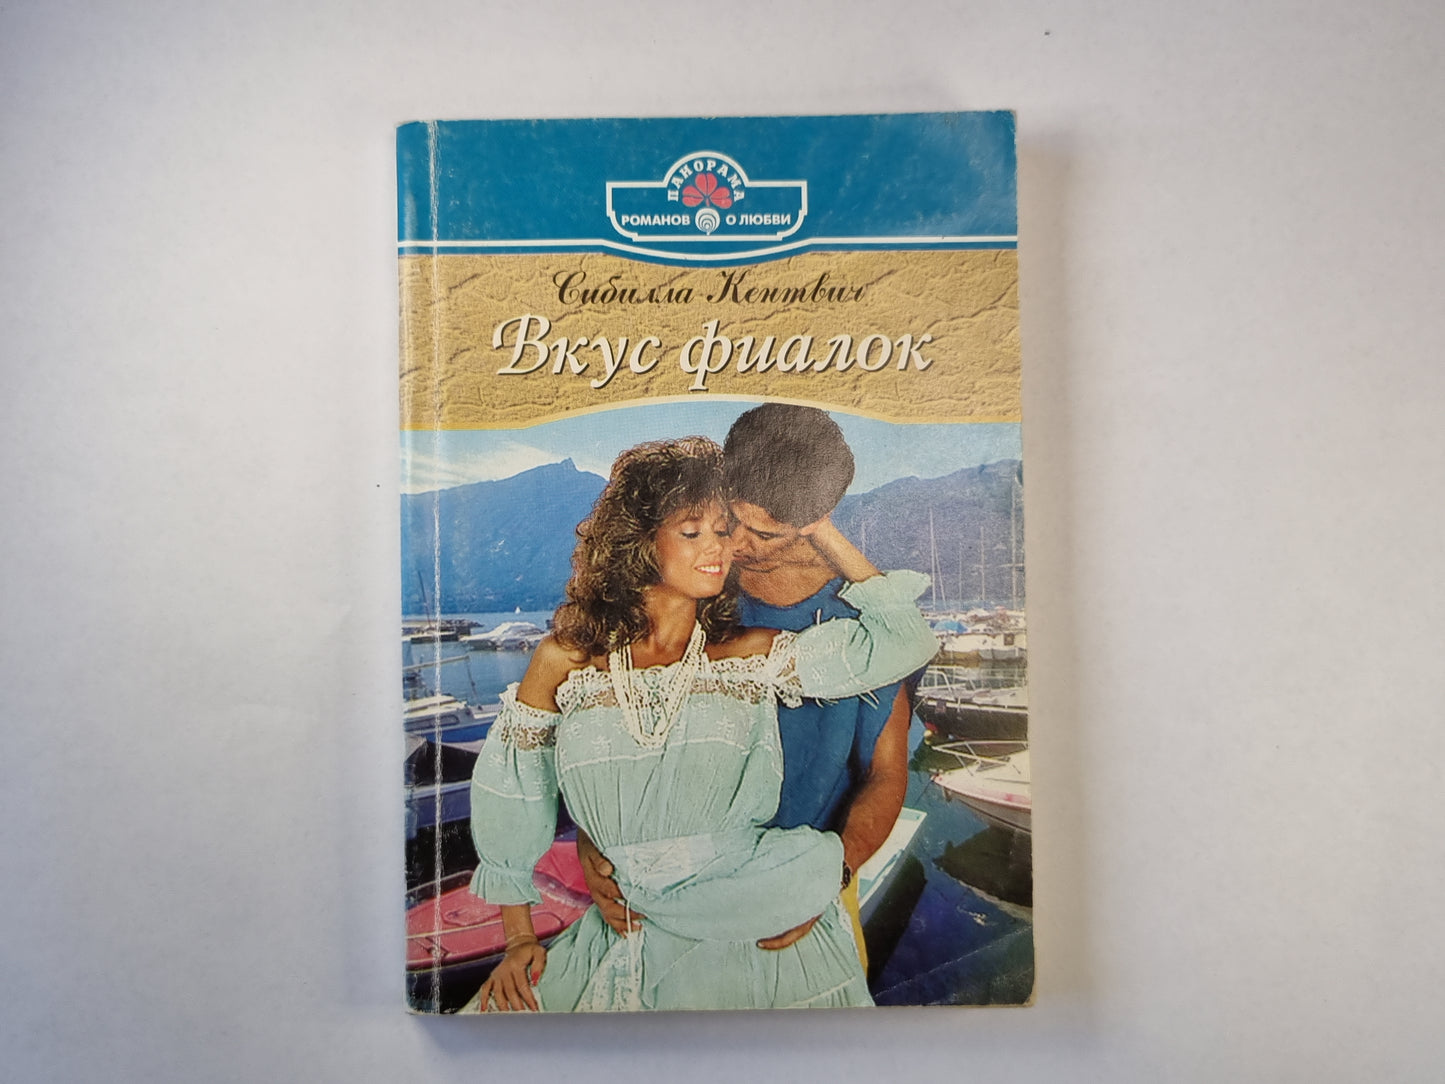 ПАНОРАМА
РОМАНОВ О ЛЮБВИ
Сибилла Кентвич
Вкус фиалок